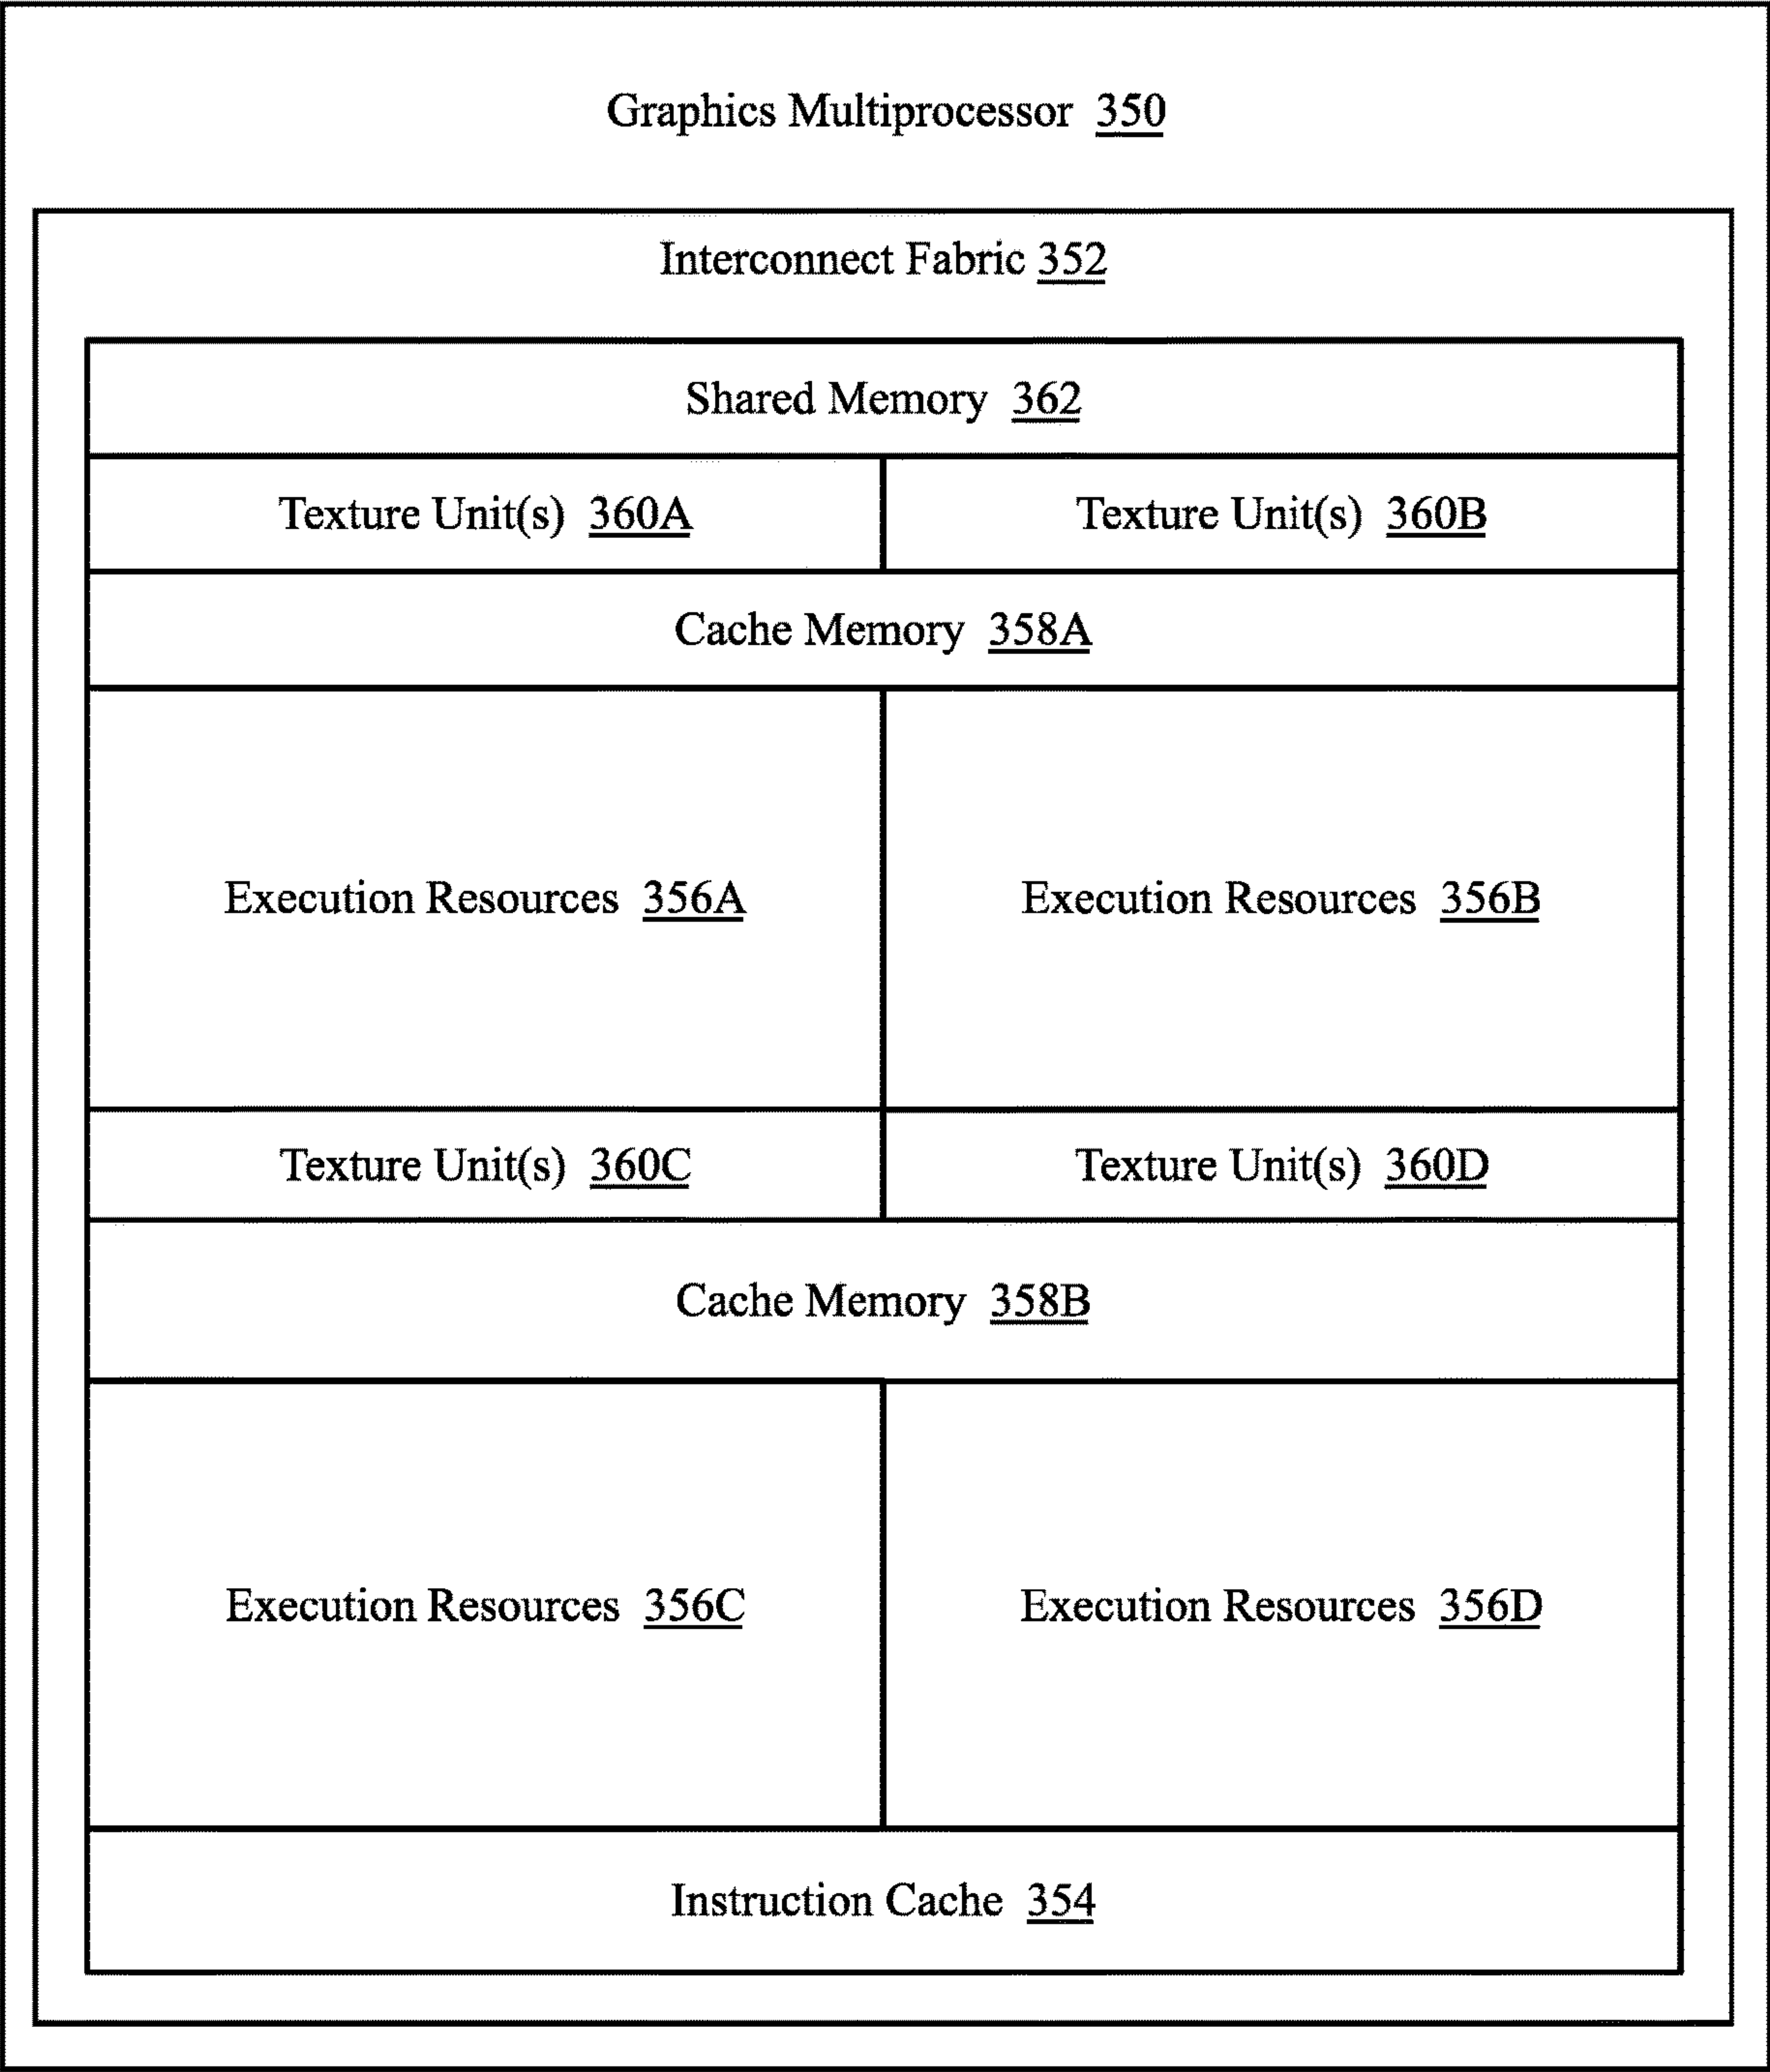 Graphics Multiprocessor 350
Interconnect Fabric 352
Shared Memory 362
Texture Unit(s) 360A
Texture Unit(s) 360B
Cache Memory 358A
Execution Resources 356A
Execution Resources 356B
Texture Unit(s) 360C
Texture Unit(s) 360D
Cache Memory 358B
Execution Resources 356C
Execution Resources 356D
Instruction Cache 354